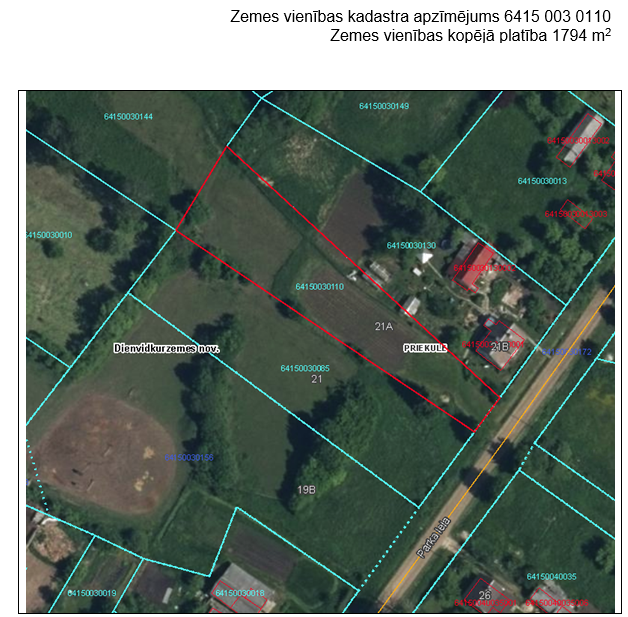 Zemes vienības kadastra apzīmējums 6415 003 0110
Zemes vienības kopējā platība 1794 m²
64150030149
64150030144
64150030013
64150030010
64150030130
64150030110
21A
21B
Dienvidkurzemes nov.
PRIEKULE
64150030085
21
19B
Parka iela
64150040035
26
64150030019
64150030018